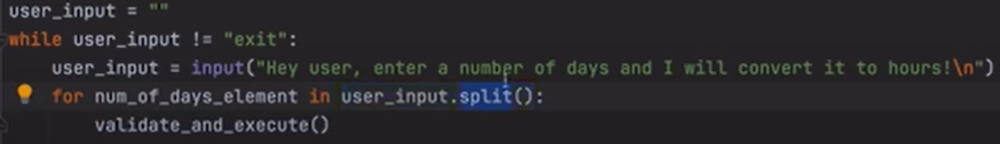 user_input = ""
while user_input != "exit":
    user_input = input("Hey user, enter a number of days and I will convert it to hours!\n")
    for num_of_days_element in user_input.split():
        validate_and_execute()